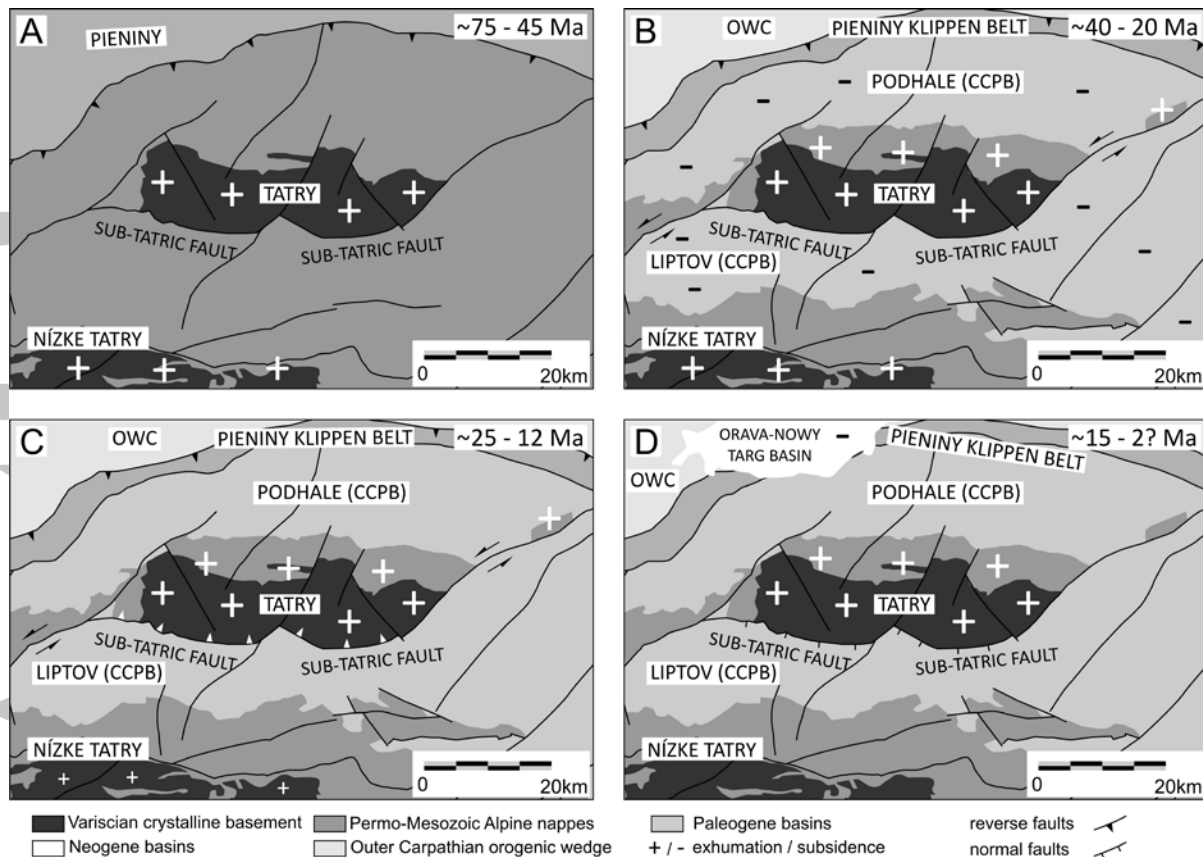 A
PIENINY
~75 - 45 Ma
TATRY
SUB-TATRIC FAULT
SUB-TATRIC FAULT
NÍZKE TATRY
0 20km
B
OWC
PIENINY KLIPPEN BELT
~40 - 20 Ma
PODHALE (CCPB)
TATRY
SUB-TATRIC FAULT
SUB-TATRIC FAULT
LIPTOV (CCPB)
NÍZKE TATRY
0 20km
C
OWC
PIENINY KLIPPEN BELT
~25 - 12 Ma
PODHALE (CCPB)
TATRY
SUB-TATRIC FAULT
SUB-TATRIC FAULT
LIPTOV (CCPB)
NÍZKE TATRY
0 20km
D
ORAVA-NOWY
TARG BASIN
PIENINY KLIPPEN BELT
~15 - 2? Ma
OWC
PODHALE (CCPB)
TATRY
SUB-TATRIC FAULT
SUB-TATRIC FAULT
LIPTOV (CCPB)
NÍZKE TATRY
0 20km
Variscian crystalline basement
Permo-Mesozoic Alpine nappes
Paleogene basins
reverse faults
Neogene basins
Outer Carpathian orogenic wedge
+ / - exhumation / subsidence
normal faults